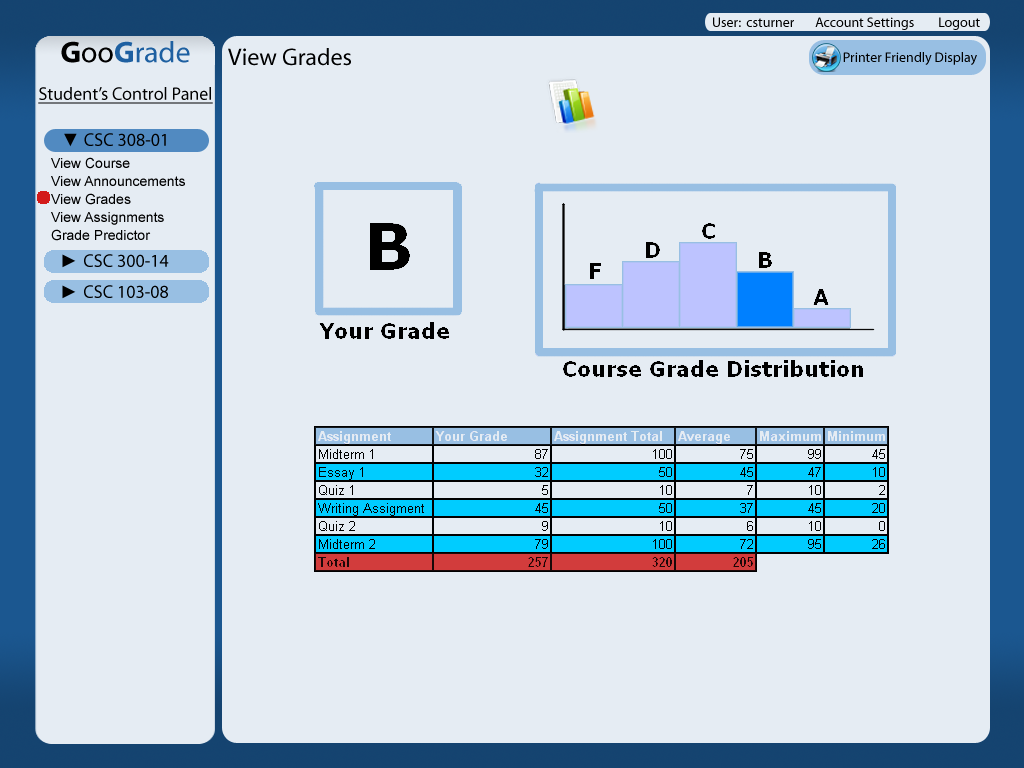 User: csturner Account Settings Logout
GooGrade
Student's Control Panel
▼ CSC 308-01
View Course
View Announcements
View Grades
View Assignments
Grade Predictor
► CSC 300-14
► CSC 103-08
View Grades
Printer Friendly Display
B
Your Grade
F D C B A
Course Grade Distribution
Assignment Your Grade Assignment Total Average Maximum Minimum
Midterm 1 87 100 75 99 45
Essay 1 32 50 45 47 10
Quiz 1 5 10 7 10 2
Writing Assigment 45 50 37 45 20
Quiz 2 9 10 6 10 0
Midterm 2 79 100 72 95 26
Total 257 320 205